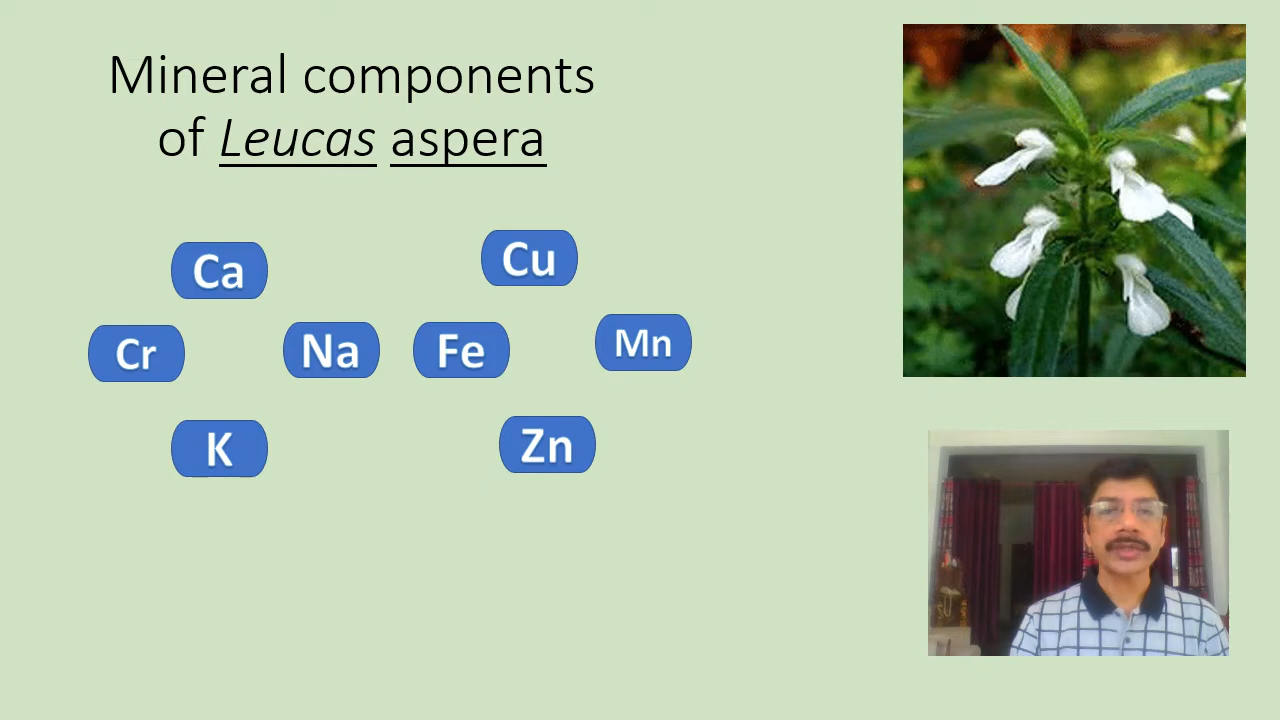 Mineral components
of Leucas aspera
Ca
Cu
Cr
Na
Fe
Mn
K
Zn